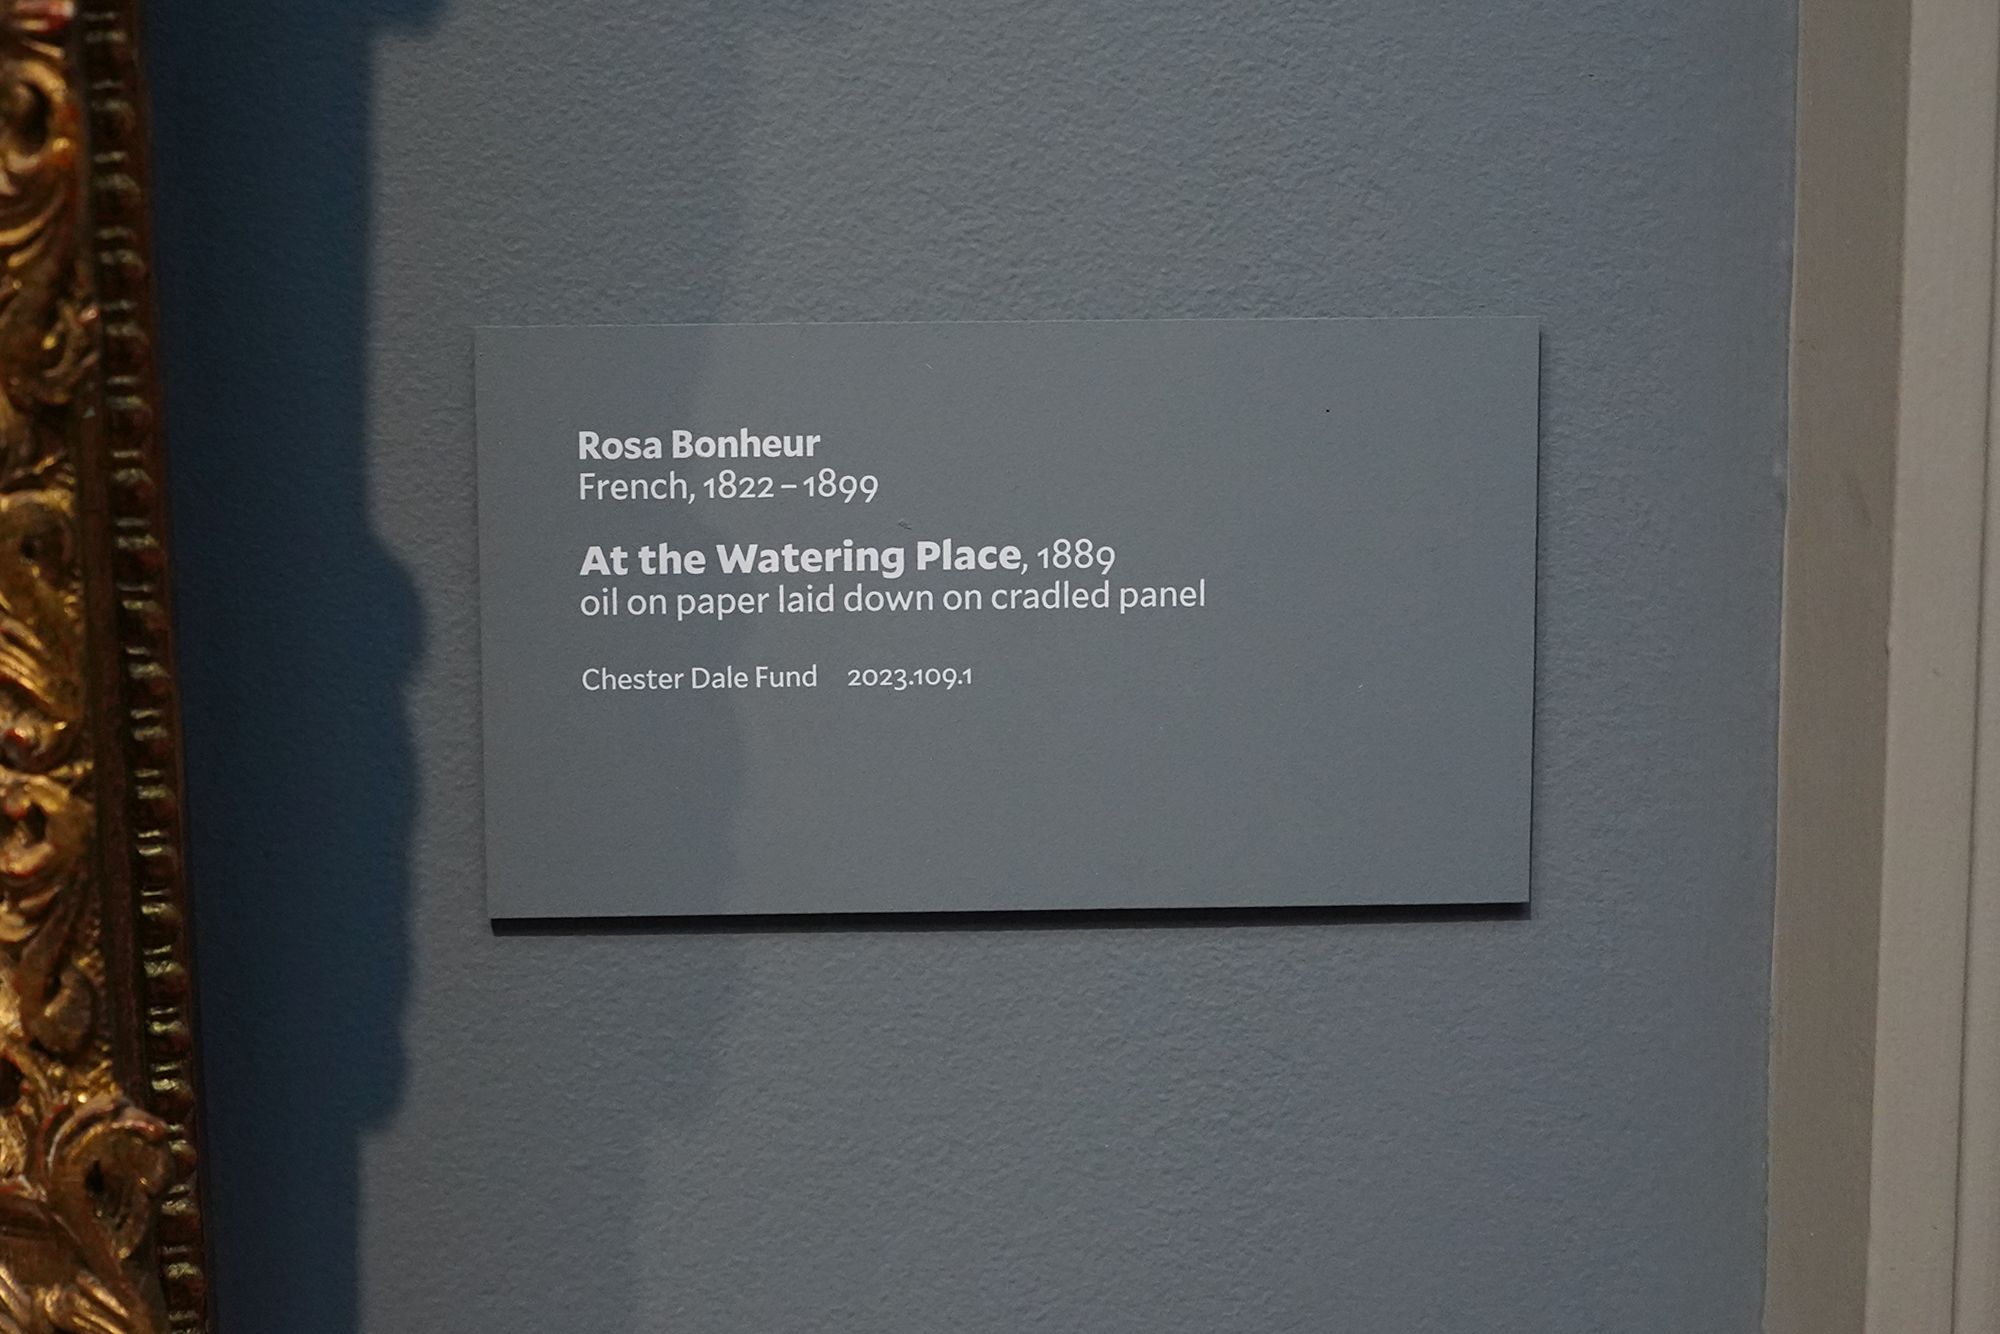 Rosa Bonheur
French, 1822 – 1899
At the Watering Place, 1889
oil on paper laid down on cradled panel
Chester Dale Fund 2023.109.1